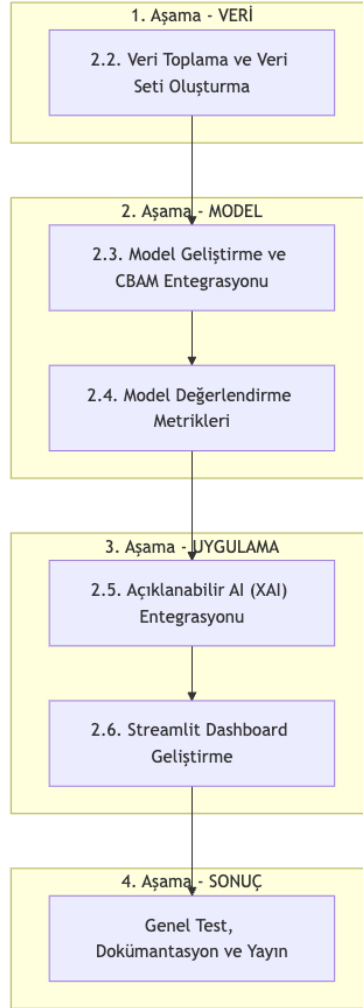 1. Aşama - VERİ
2.2. Veri Toplama ve Veri
Seti Oluşturma
2. Aşama - MODEL
2.3. Model Geliştirme ve
CBAM Entegrasyonu
2.4. Model Değerlendirme
Metrikleri
3. Aşama - UYGULAMA
2.5. Açıklanabilir AI (XAI)
Entegrasyonu
2.6. Streamlit Dashboard
Geliştirme
4. Aşama - SONUÇ
Genel Test,
Dokümantasyon ve Yayın